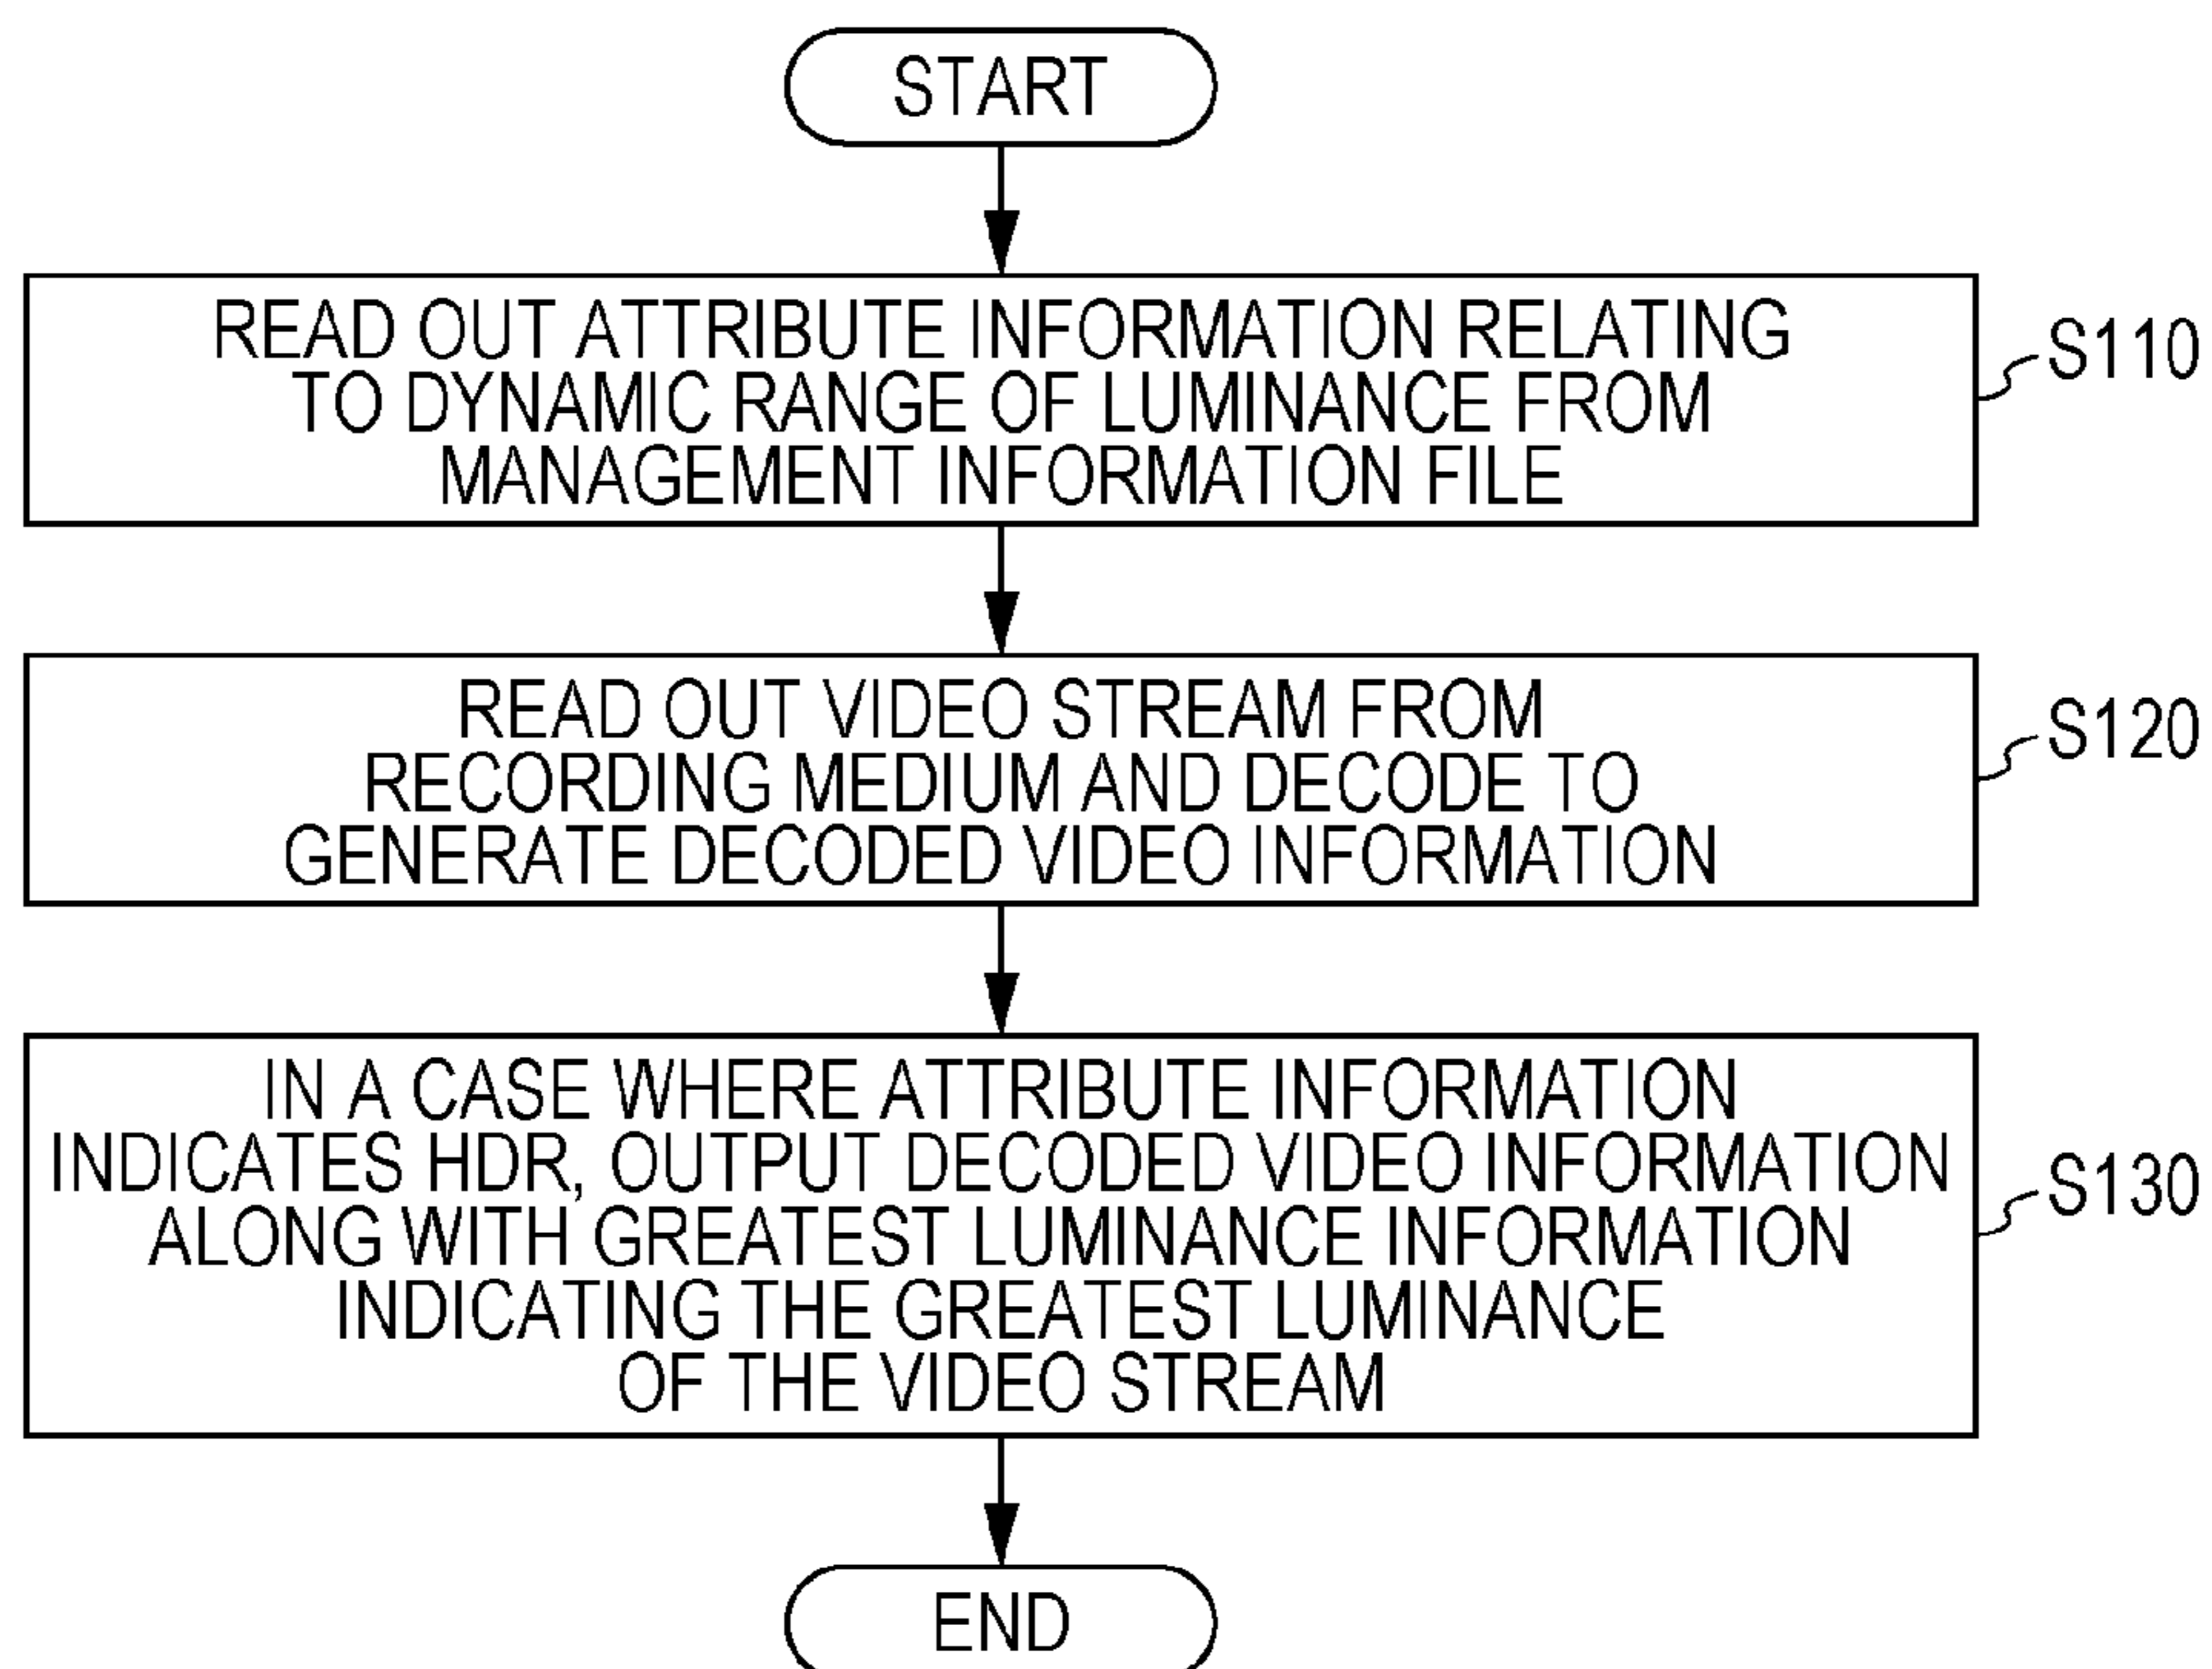 START
READ OUT ATTRIBUTE INFORMATION RELATING
TO DYNAMIC RANGE OF LUMINANCE FROM
MANAGEMENT INFORMATION FILE
S110
READ OUT VIDEO STREAM FROM
RECORDING MEDIUM AND DECODE TO
GENERATE DECODED VIDEO INFORMATION
S120
IN A CASE WHERE ATTRIBUTE INFORMATION
INDICATES HDR, OUTPUT DECODED VIDEO INFORMATION
ALONG WITH GREATEST LUMINANCE INFORMATION
INDICATING THE GREATEST LUMINANCE
OF THE VIDEO STREAM
S130
END